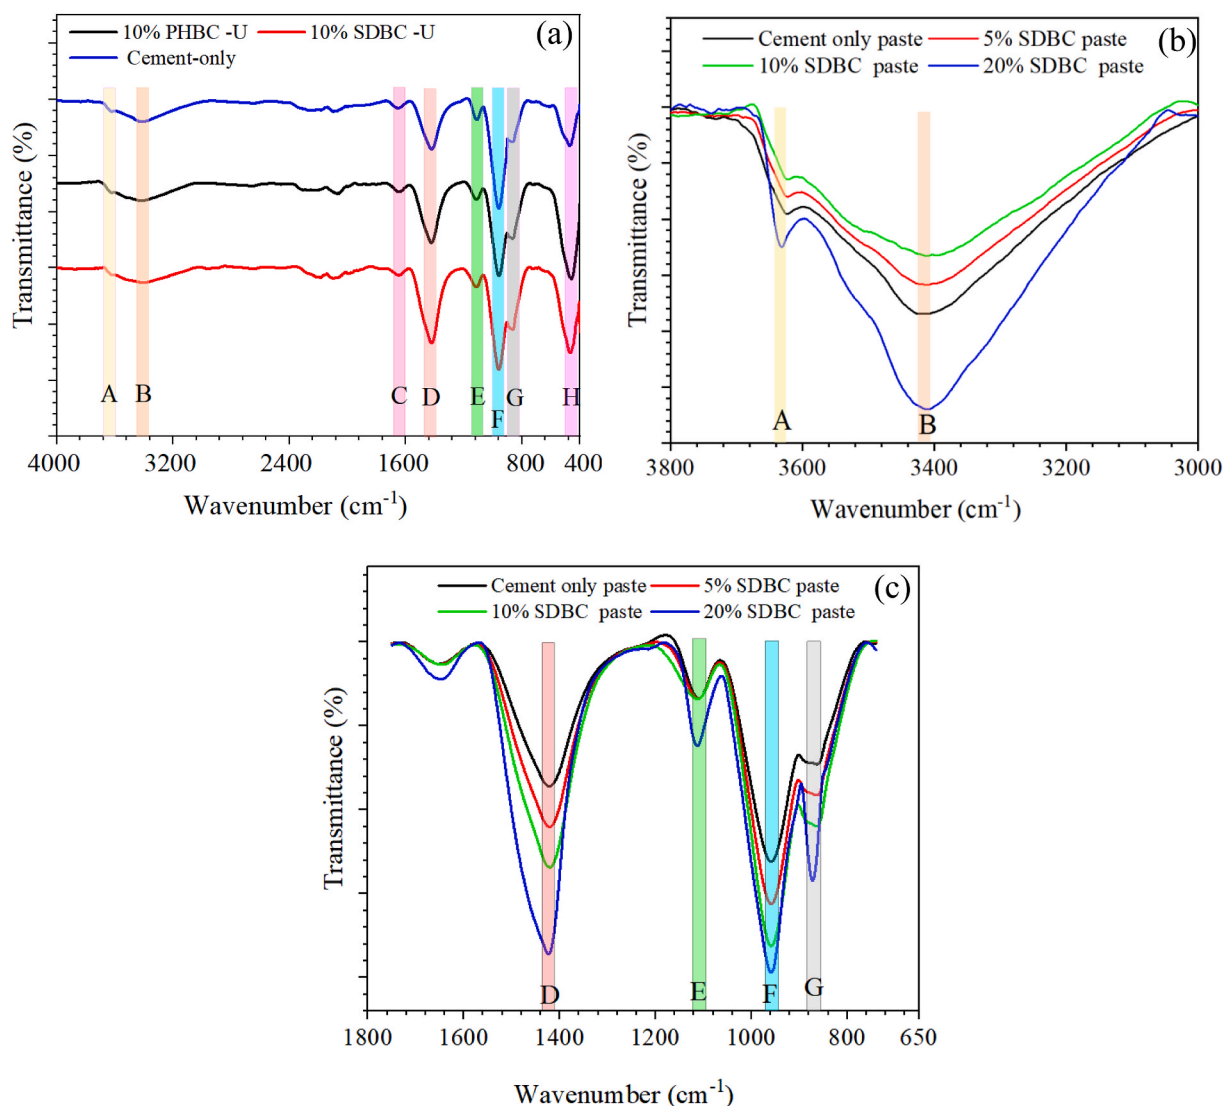 10% PHBC -U 10% SDBC -U (a)
Cement-only
Transmittance (%)
A B C D E F G H
4000 3200 2400 1600 800 400
Wavenumber (cm-1)
Cement only paste 5% SDBC paste (b)
10% SDBC paste 20% SDBC paste
Transmittance (%)
A B
3800 3600 3400 3200 3000
Wavenumber (cm-1)
Cement only paste 5% SDBC paste (c)
10% SDBC paste 20% SDBC paste
Transmittance (%)
D E F G
1800 1600 1400 1200 1000 800 650
Wavenumber (cm-1)